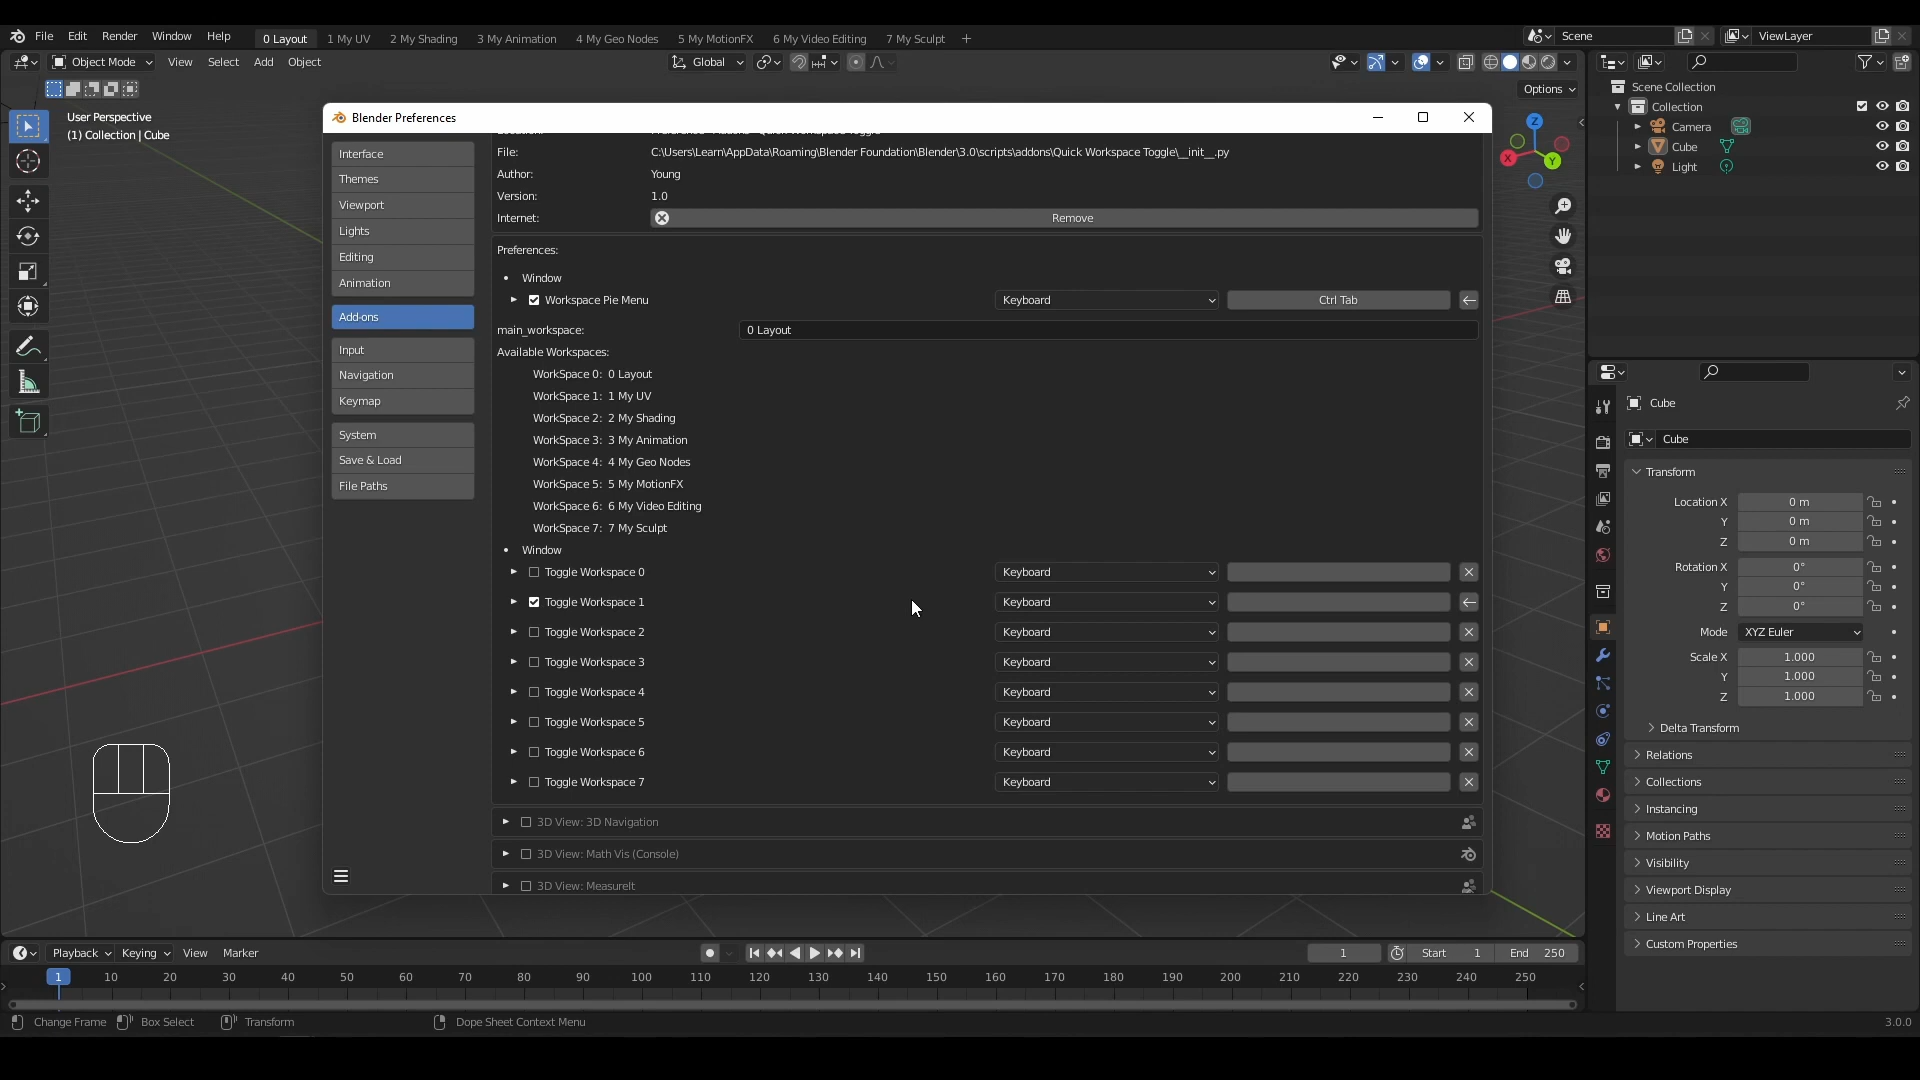 File Edit Render Window Help 0 Layout 1 My UV 2 My Shading 3 My Animation 4 My Geo Nodes 5 My MotionFX 6 My Video Editing 7 My Sculpt + Scene ViewLayer
Object Mode View Select Add Object Global
Options
User Perspective
(1) Collection | Cube
Scene Collection
Collection
Camera
Cube
Light
Z
X
Y
Blender Preferences
Interface
Themes
Viewport
Lights
Editing
Animation
Add-ons
Input
Navigation
Keymap
System
Save & Load
File Paths
File: C:\Users\Learn\AppData\Roaming\Blender Foundation\Blender\3.0\scripts\addons\Quick Workspace Toggle\__init__.py
Author: Young
Version: 1.0
Internet: Remove
Preferences:
Window
Workspace Pie Menu Keyboard Ctrl Tab
main_workspace: 0 Layout
Available Workspaces:
WorkSpace 0: 0 Layout
WorkSpace 1: 1 My UV
WorkSpace 2: 2 My Shading
WorkSpace 3: 3 My Animation
WorkSpace 4: 4 My Geo Nodes
WorkSpace 5: 5 My MotionFX
WorkSpace 6: 6 My Video Editing
WorkSpace 7: 7 My Sculpt
Window
Toggle Workspace 0 Keyboard
Toggle Workspace 1 Keyboard
Toggle Workspace 2 Keyboard
Toggle Workspace 3 Keyboard
Toggle Workspace 4 Keyboard
Toggle Workspace 5 Keyboard
Toggle Workspace 6 Keyboard
Toggle Workspace 7 Keyboard
3D View: 3D Navigation
3D View: Math Vis (Console)
3D View: MeasureIt
Cube
Cube
Transform
Location X 0 m
Y 0 m
Z 0 m
Rotation X 0°
Y 0°
Z 0°
Mode XYZ Euler
Scale X 1.000
Y 1.000
Z 1.000
Delta Transform
Relations
Collections
Instancing
Motion Paths
Visibility
Viewport Display
Line Art
Custom Properties
Playback Keying View Marker 1 Start 1 End 250
1 10 20 30 40 50 60 70 80 90 100 110 120 130 140 150 160 170 180 190 200 210 220 230 240 250
Change Frame Box Select Transform Dope Sheet Context Menu 3.0.0